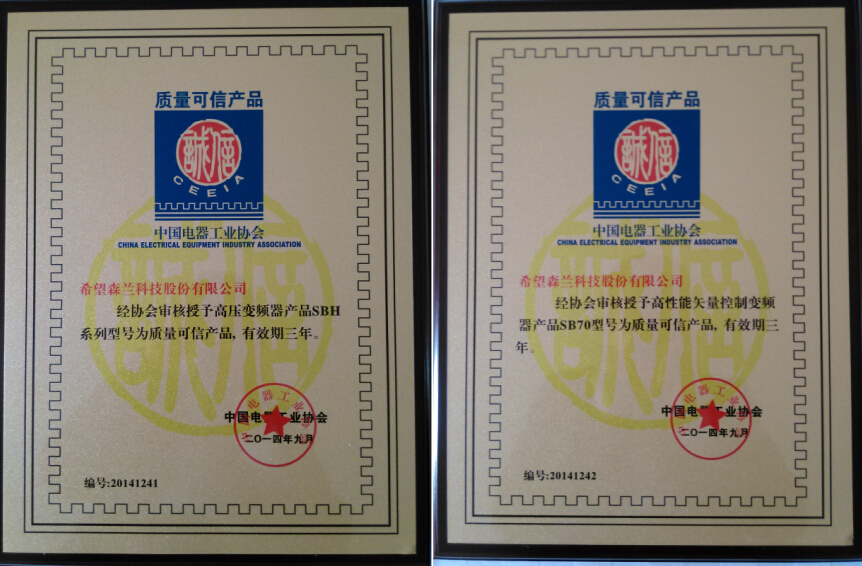 质量可信产品
誠信
CEEIA
中国电器工业协会
CHINA ELECTRICAL EQUIPMENT INDUSTRY ASSOCIATION
希望森兰科技股份有限公司
经协会审核授予高压变频器产品SBH
系列型号为质量可信产品, 有效期三年。
中国电器工业协会
二〇一四年九月
编号:20141241
质量可信产品
誠信
CEEIA
中国电器工业协会
CHINA ELECTRICAL EQUIPMENT INDUSTRY ASSOCIATION
希望森兰科技股份有限公司
经协会审核授予高性能矢量控制变频
器产品SB70型号为质量可信产品, 有效期三
年。
中国电器工业协会
二〇一四年九月
编号:20141242